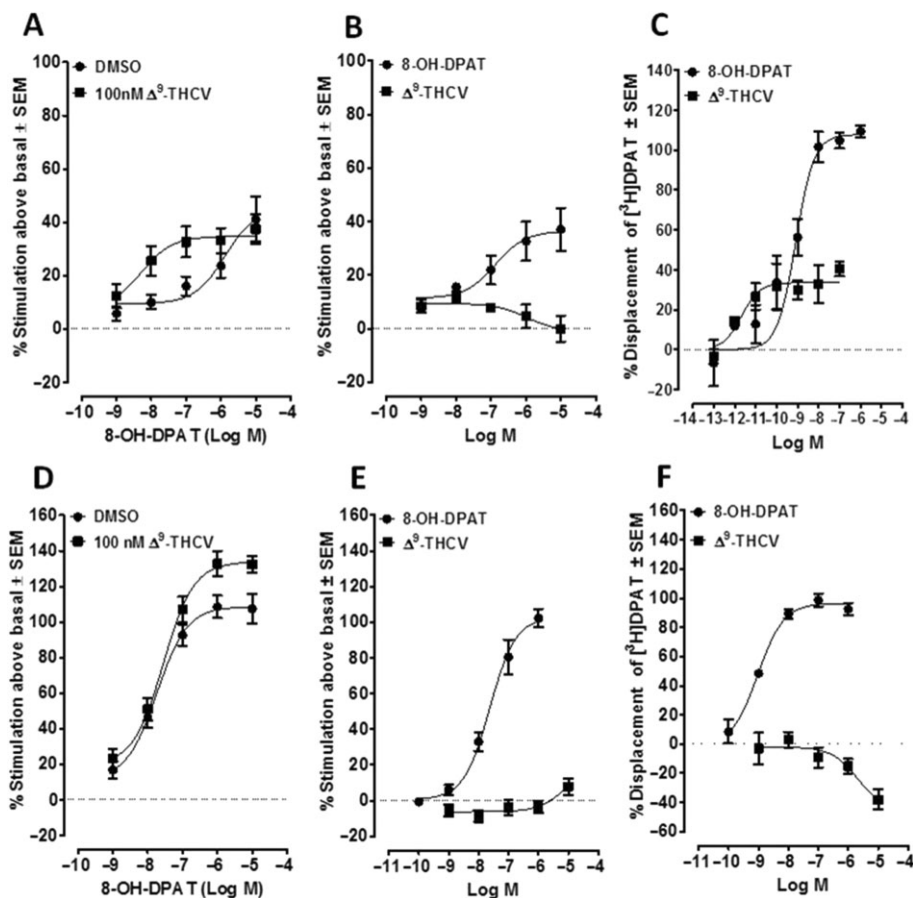 A
DMSO
100nM Δ⁹-THCV
% Stimulation above basal ± SEM
100
80
60
40
20
0
−20
−10 −9 −8 −7 −6 −5 −4
8-OH-DPAT (Log M)
B
8-OH-DPAT
Δ⁹-THCV
% Stimulation above basal ± SEM
100
80
60
40
20
0
−20
−10 −9 −8 −7 −6 −5 −4
Log M
C
8-OH-DPAT
Δ⁹-THCV
% Displacement of [³H]DPAT ± SEM
140
120
100
80
60
40
20
0
−20
−14 −13 −12 −11 −10 −9 −8 −7 −6 −5 −4
Log M
D
DMSO
100 nM Δ⁹-THCV
% Stimulation above basal ± SEM
160
140
120
100
80
60
40
20
0
−20
−10 −9 −8 −7 −6 −5 −4
8-OH-DPAT (Log M)
E
8-OH-DPAT
Δ⁹-THCV
% Stimulation above basal ± SEM
160
140
120
100
80
60
40
20
0
−20
−10 −9 −8 −7 −6 −5 −4
Log M
F
8-OH-DPAT
Δ⁹-THCV
% Displacement of [³H]DPAT ± SEM
160
140
120
100
80
60
40
20
0
−20
−40
−60
−11 −10 −9 −8 −7 −6 −5 −4
Log M